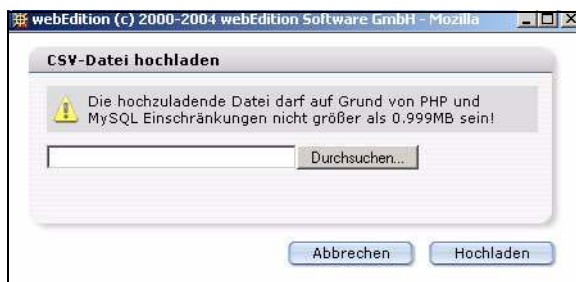 webEdition (c) 2000-2004 webEdition Software GmbH - Mozilla
CSV-Datei hochladen
Die hochzuladende Datei darf auf Grund von PHP und
MySQL Einschränkungen nicht größer als 0.999MB sein!
Durchsuchen...
Abbrechen Hochladen